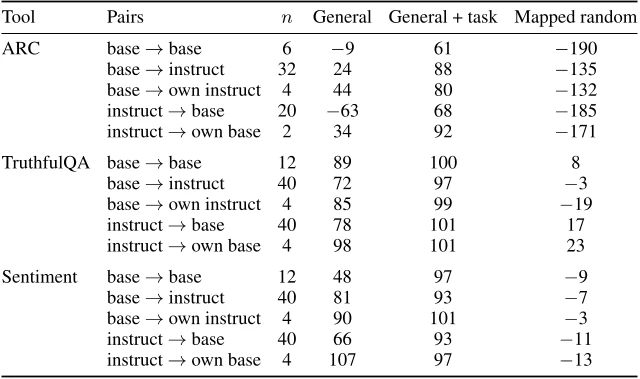 Tool Pairs n General General + task Mapped random
ARC base → base 6 −9 61 −190
base → instruct 32 24 88 −135
base → own instruct 4 44 80 −132
instruct → base 20 −63 68 −185
instruct → own base 2 34 92 −171
TruthfulQA base → base 12 89 100 8
base → instruct 40 72 97 −3
base → own instruct 4 85 99 −19
instruct → base 40 78 101 17
instruct → own base 4 98 101 23
Sentiment base → base 12 48 97 −9
base → instruct 40 81 93 −7
base → own instruct 4 90 101 −3
instruct → base 40 66 93 −11
instruct → own base 4 107 97 −13